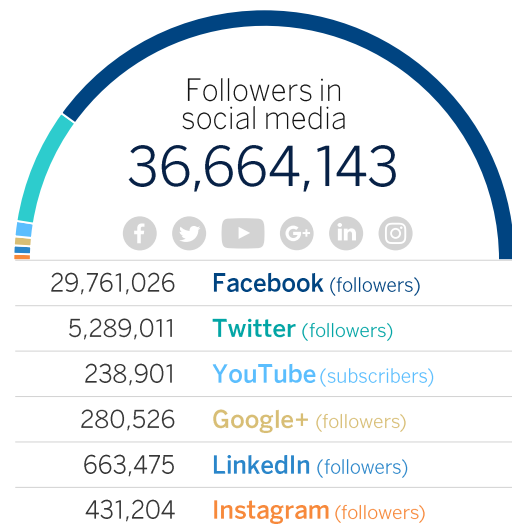 Followers in
social media
36,664,143
29,761,026 Facebook (followers)
5,289,011 Twitter (followers)
238,901 YouTube (subscribers)
280,526 Google+ (followers)
663,475 LinkedIn (followers)
431,204 Instagram (followers)